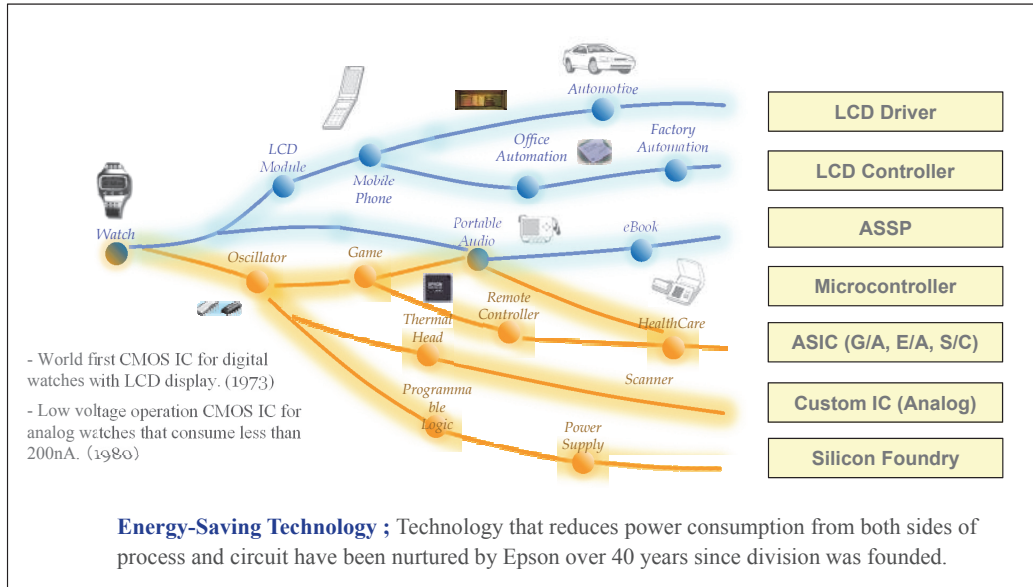 Automotive
LCD
Module
Office
Automation
Factory
Automation
Mobile
Phone
Watch
Portable
Audio
eBook
Oscillator
Game
Remote
Controller
Thermal
Head
HealthCare
Scanner
Programma
ble
Logic
Power
Supply
- World first CMOS IC for digital
watches with LCD display. (1973)
- Low voltage operation CMOS IC for
analog watches that consume less than
200nA. (1980)
LCD Driver
LCD Controller
ASSP
Microcontroller
ASIC (G/A, E/A, S/C)
Custom IC (Analog)
Silicon Foundry
Energy-Saving Technology ; Technology that reduces power consumption from both sides of
process and circuit have been nurtured by Epson over 40 years since division was founded.